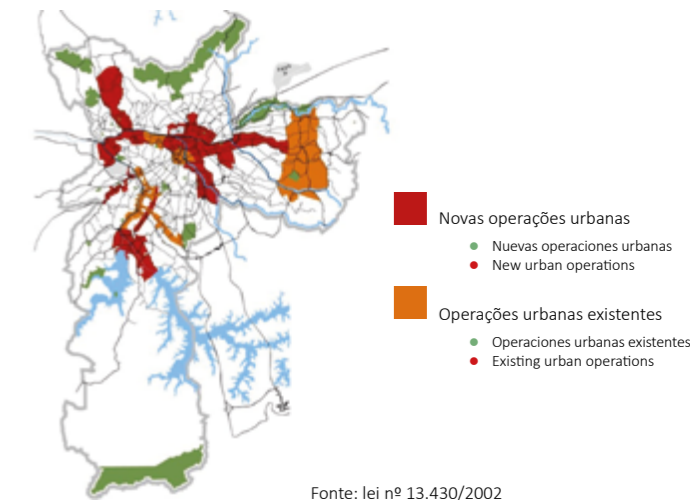 Novas operações urbanas
Nuevas operaciones urbanas
New urban operations
Operações urbanas existentes
Operaciones urbanas existentes
Existing urban operations
Fonte: lei nº 13.430/2002